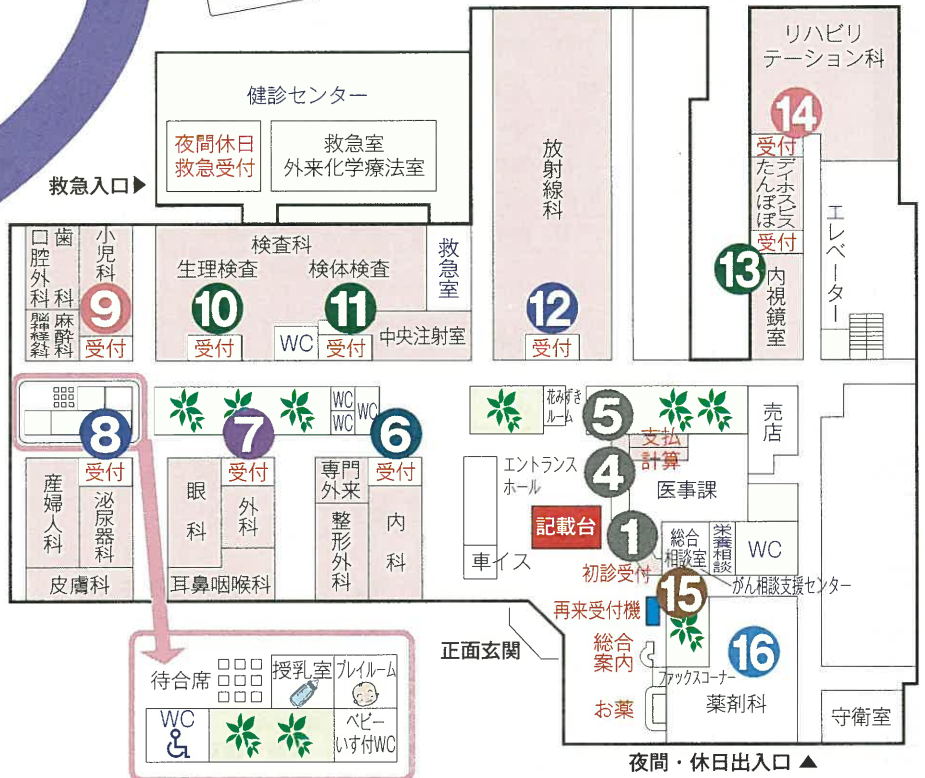 リハビリ
テーション科
14
受付
デイホスピス
たんぽぽ
受付
13
内視鏡室
エレベーター
健診センター
夜間休日
救急受付
救急室
外来化学療法室
救急入口▶
放射線科
12
受付
口腔外科
歯科
小児科
9
受付
脳神経科
麻酔科
検査科
生理検査
検体検査
10
受付
11
WC
受付
中央注射室
救急室
8
受付
産婦人科
泌尿器科
皮膚科
7
受付
眼科
外科
耳鼻咽喉科
WC
WC
WC
6
専門
外来
受付
整形外科
内科
花みずき
ルーム
5
支払
計算
4
売店
エントランス
ホール
医事課
記載台
1
総合
相談室
栄養相談
WC
車イス
初診受付
がん相談支援センター
15
再来受付機
正面玄関
総合
案内
16
ファックスコーナー
お薬
薬剤科
守衛室
待合席
授乳室
プレイルーム
WC
ベビー
いす付WC
夜間・休日出入口 ▲